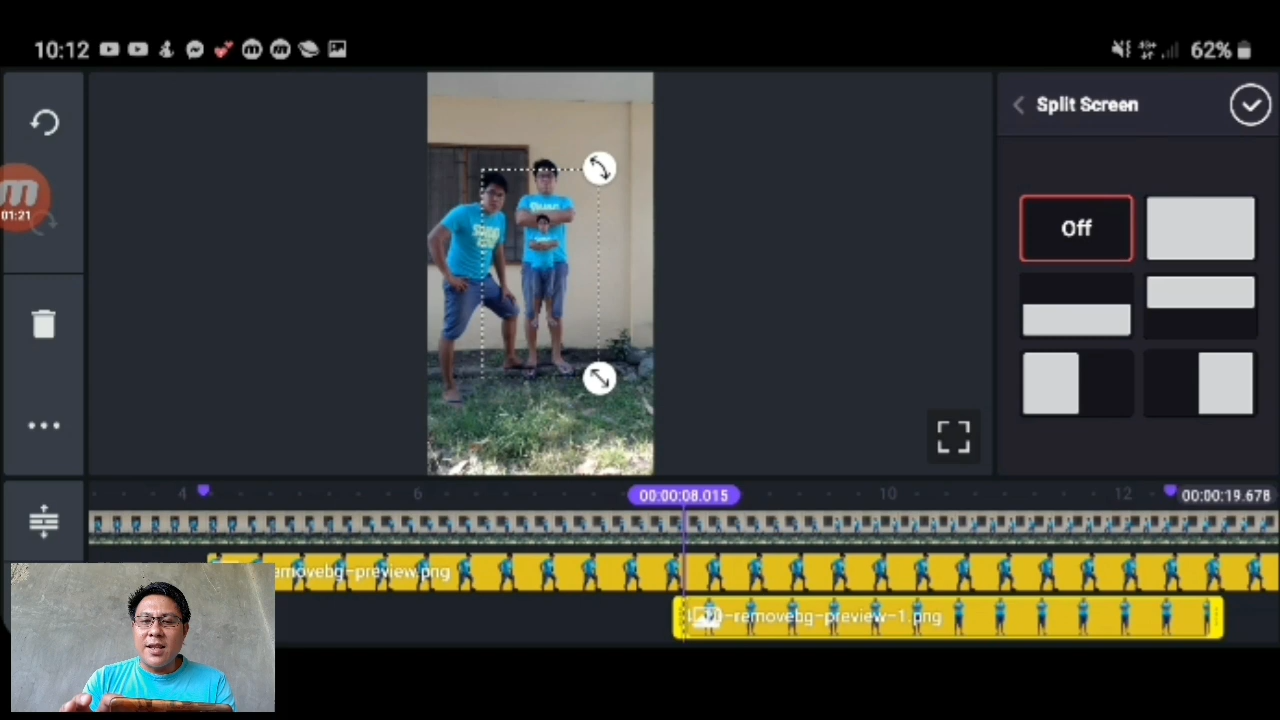 10:12
62%
Split Screen
01:21
Off
4
6
00:00:08.015
10
12
00:00:19.678
removebg-preview.png
-removebg-preview-1.png